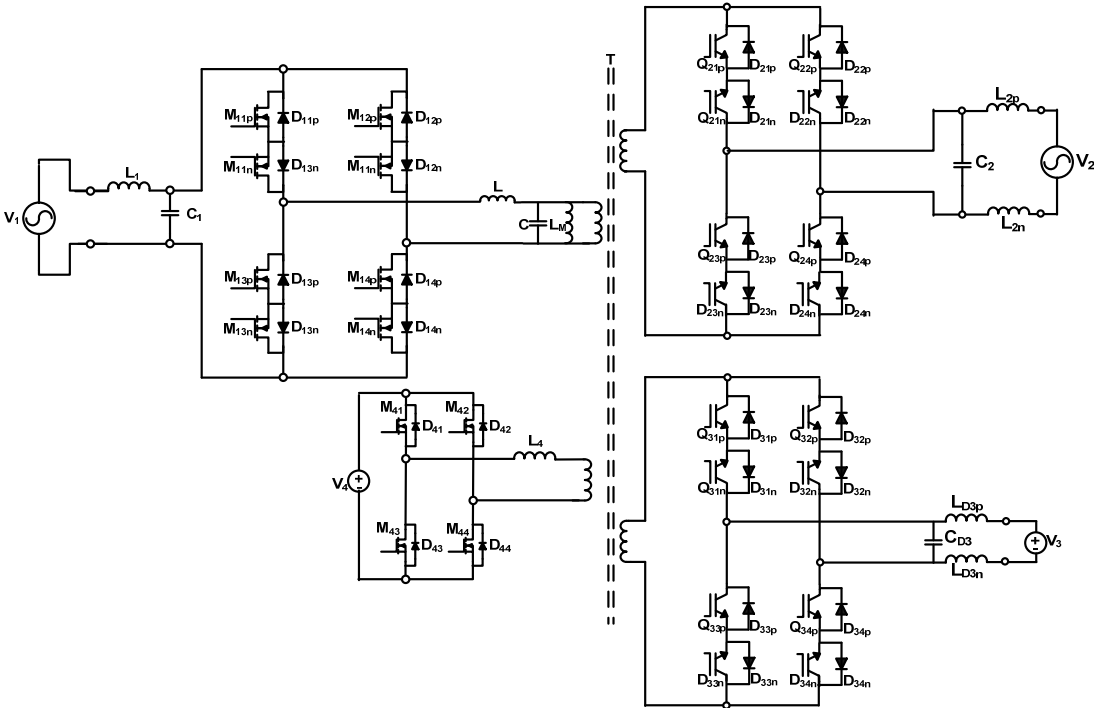 T
Q21p D21p Q22p D22p
Q21n D21n D22n D22n
M11p D11p M12p D12p
M11n D13n M11n D12n
L2p
C2 V2
L2n
L1
V1 C1
L
C LM
Q23p D23p Q24p D24p
D23n D23n D24n D24n
M13p D13p M14p D14p
M13n D13n M14n D14n
M41 D41 M42 D42
L4
V4
M43 D43 M44 D44
Q31p D31p Q32p D32p
Q31n D31n D32n D32n
LD3p
CD3 V3
LD3n
Q33p D33p Q34p D34p
D33n D33n D34n D34n